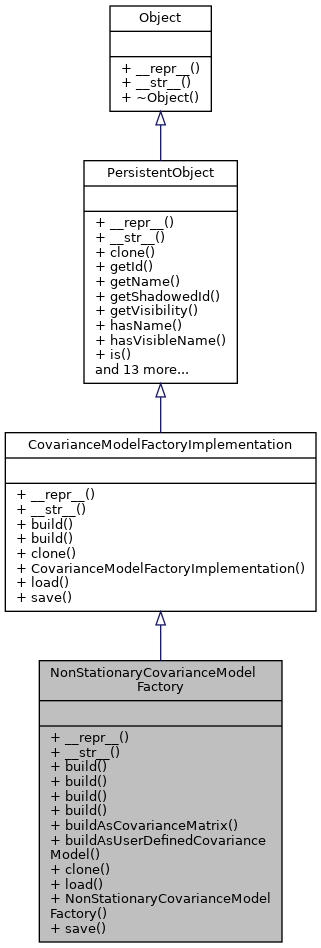 Object
+ __repr__()
+ __str__()
+ ~Object()
PersistentObject
+ __repr__()
+ __str__()
+ clone()
+ getId()
+ getName()
+ getShadowedId()
+ getVisibility()
+ hasName()
+ hasVisibleName()
+ is()
and 13 more...
CovarianceModelFactoryImplementation
+ __repr__()
+ __str__()
+ build()
+ build()
+ clone()
+ CovarianceModelFactoryImplementation()
+ load()
+ save()
NonStationaryCovarianceModel
Factory
+ __repr__()
+ __str__()
+ build()
+ build()
+ build()
+ build()
+ buildAsCovarianceMatrix()
+ buildAsUserDefinedCovariance
Model()
+ clone()
+ load()
+ NonStationaryCovarianceModel
Factory()
+ save()